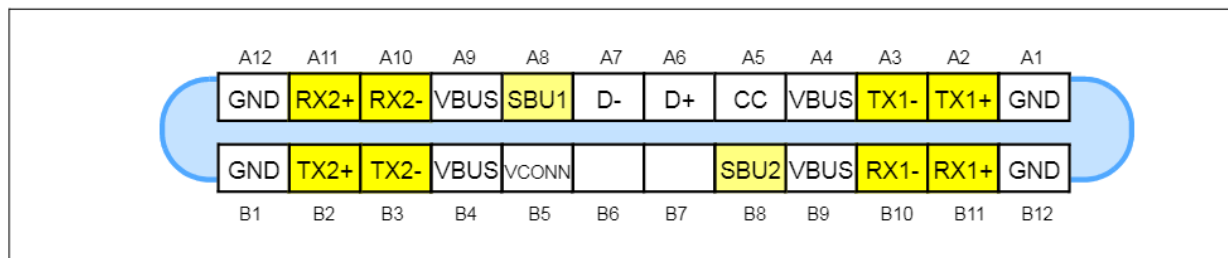 A12 A11 A10 A9 A8 A7 A6 A5 A4 A3 A2 A1
GND RX2+ RX2- VBUS SBU1 D- D+ CC VBUS TX1- TX1+ GND
GND TX2+ TX2- VBUS VCONN SBU2 VBUS RX1- RX1+ GND
B1 B2 B3 B4 B5 B6 B7 B8 B9 B10 B11 B12